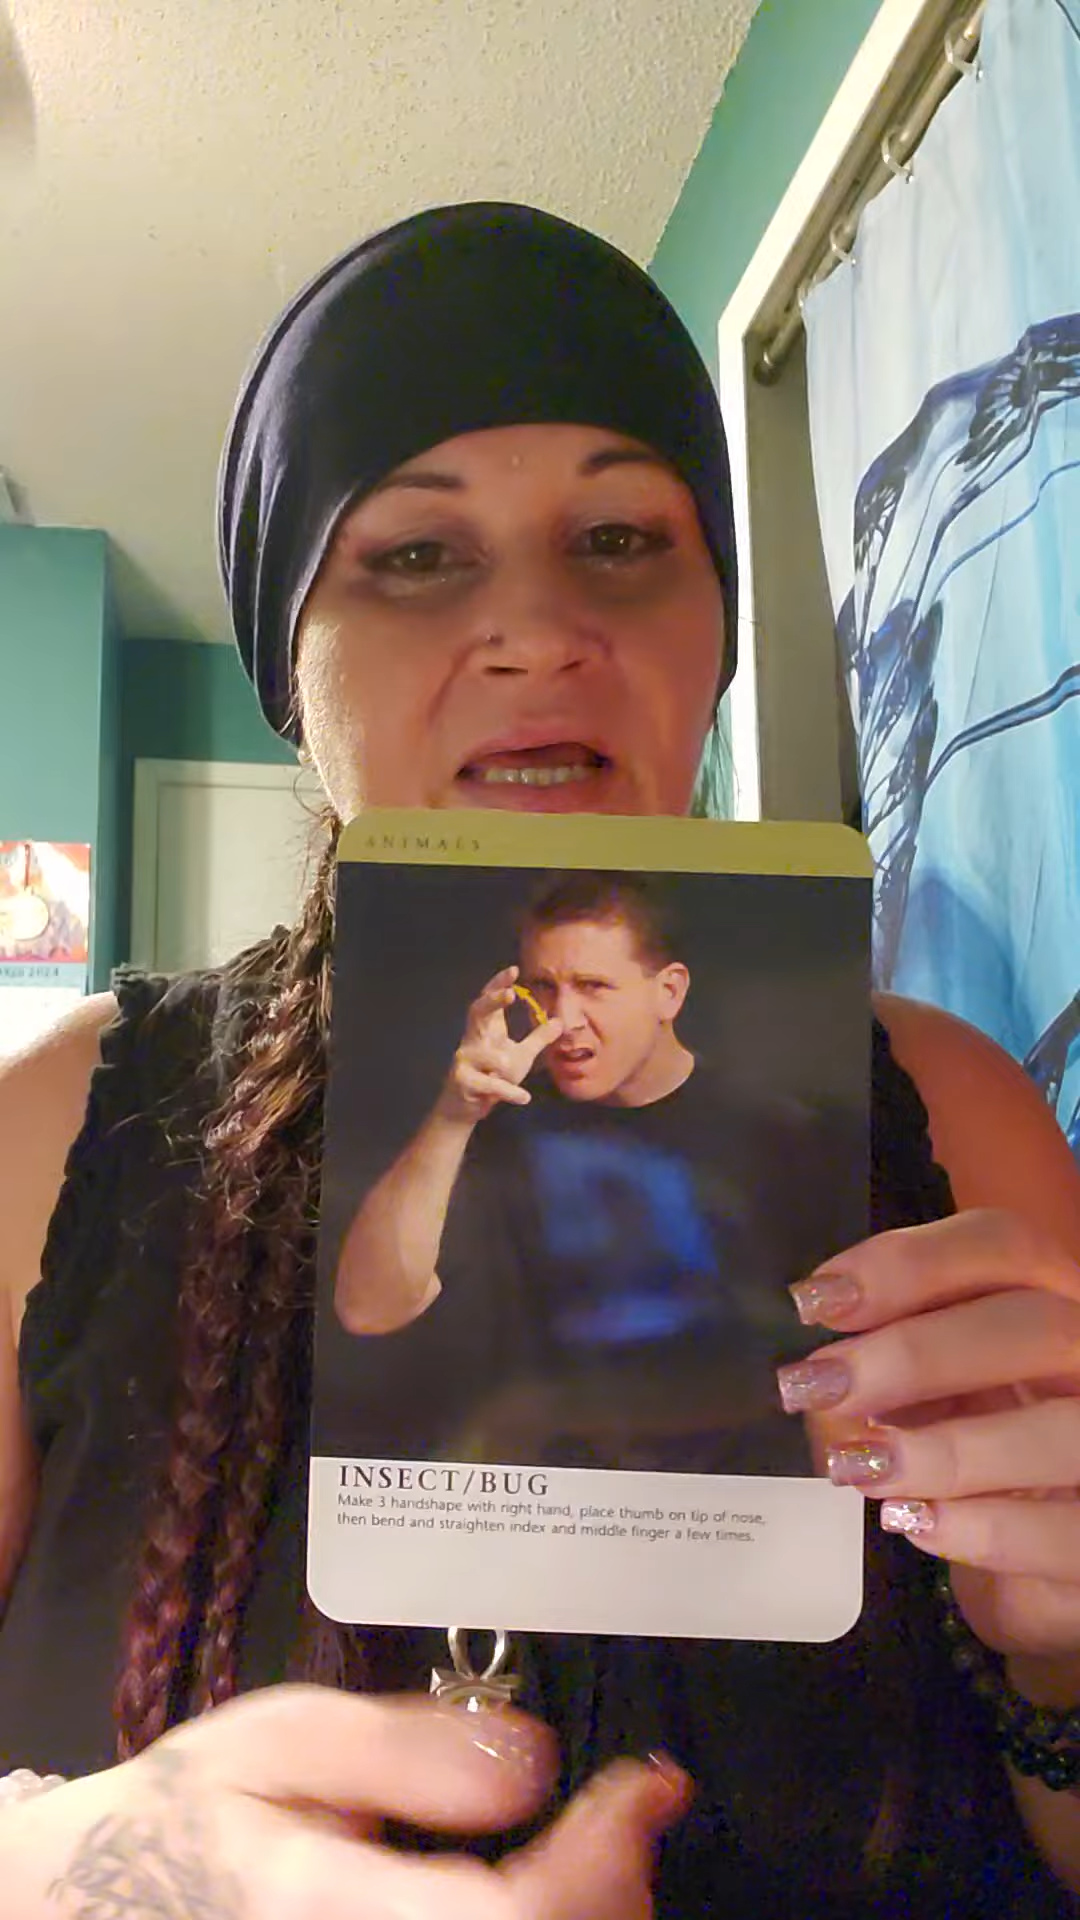 ANIMALS
INSECT/BUG
Make 3 handshape with right hand, place thumb on tip of nose,
then bend and straighten index and middle finger a few times.